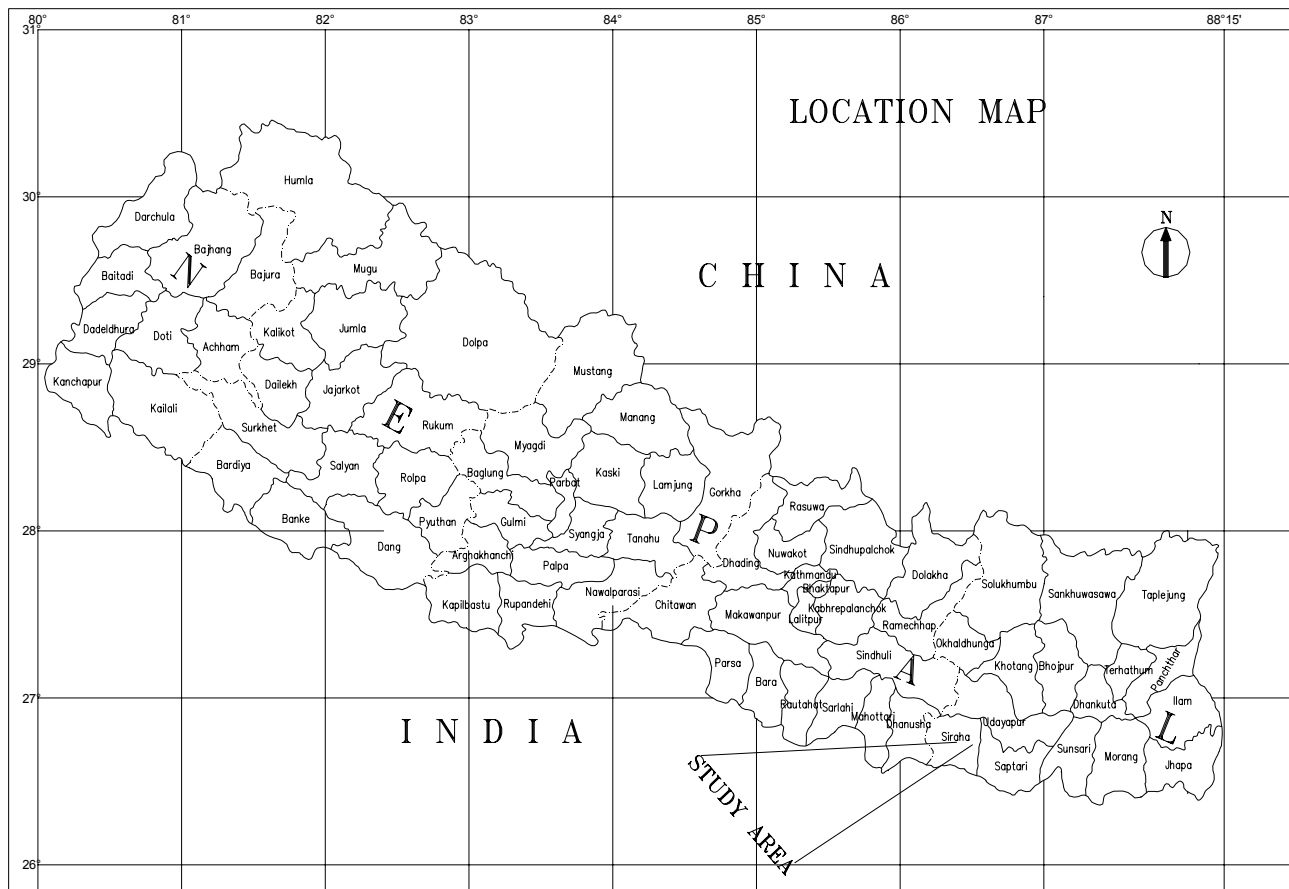 80° 81° 82° 83° 84° 85° 86° 87° 88°15'
31
30°
29°
28°
27°
26°
LOCATION MAP
N
CHINA
INDIA
N
E
P
A
L
STUDY AREA
Humla
Darchula
Bajhang
Baitadi
Bajura
Mugu
Dadeldhura
Doti
Achham
Kalikot
Jumla
Dolpa
Kanchapur
Kailali
Dailekh
Jajarkot
Mustang
Surkhet
Rukum
Manang
Myagdi
Bardiya
Salyan
Rolpa
Baglung
Parbat
Kaski
Lamjung
Gorkha
Rasuwa
Banke
Dang
Pyuthan
Gulmi
Syangja
Tanahu
Arghakhanchi
Palpa
Dhading
Nuwakot
Sindhupalchok
Kathmandu
Bhaktapur
Dolakha
Solukhumbu
Sankhuwasawa
Taplejung
Kapilbastu
Rupandehi
Nawalparasi
Chitawan
Makawanpur
Lalitpur
Kabhrepalanchok
Ramechhap
Okhaldhunga
Sindhuli
Khotang
Bhojpur
Terhathum
Panchthar
Parsa
Bara
Rautahat
Sarlahi
Mahottari
Dhanusha
Siraha
Udayapur
Dhankuta
Ilam
Saptari
Sunsari
Morang
Jhapa